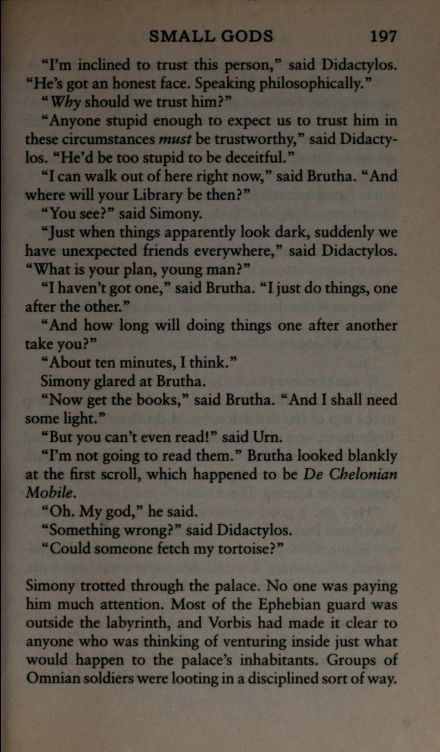 SMALL GODS 197
"I'm inclined to trust this person," said Didactylos.
"He's got an honest face. Speaking philosophically."
"Why should we trust him?"
"Anyone stupid enough to expect us to trust him in
these circumstances must be trustworthy," said Didacty-
los. "He'd be too stupid to be deceitful."
"I can walk out of here right now," said Brutha. "And
where will your Library be then?"
"You see?" said Simony.
"Just when things apparently look dark, suddenly we
have unexpected friends everywhere," said Didactylos.
"What is your plan, young man?"
"I haven't got one," said Brutha. "I just do things, one
after the other."
"And how long will doing things one after another
take you?"
"About ten minutes, I think."
Simony glared at Brutha.
"Now get the books," said Brutha. "And I shall need
some light."
"But you can't even read!" said Urn.
"I'm not going to read them." Brutha looked blankly
at the first scroll, which happened to be De Chelonian
Mobile.
"Oh. My god," he said.
"Something wrong?" said Didactylos.
"Could someone fetch my tortoise?"
Simony trotted through the palace. No one was paying
him much attention. Most of the Ephebian guard was
outside the labyrinth, and Vorbis had made it clear to
anyone who was thinking of venturing inside just what
would happen to the palace's inhabitants. Groups of
Omnian soldiers were looting in a disciplined sort of way.